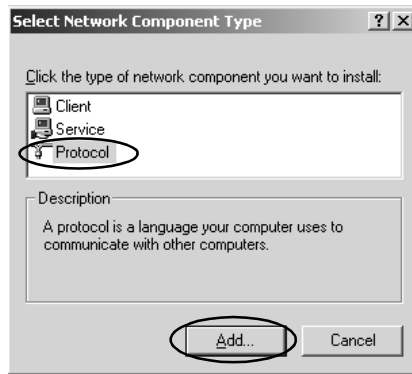 Select Network Component Type
Click the type of network component you want to install:
Client
Service
Protocol
Description
A protocol is a language your computer uses to
communicate with other computers.
Add...
Cancel